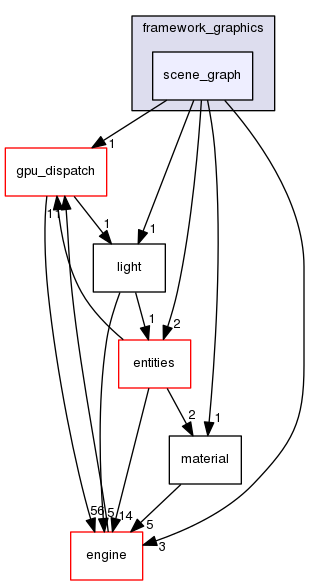 framework_graphics
scene_graph
1
gpu_dispatch
1 1
1 1
light
1 2
entities
2 1
material
56 5 14 5
3
engine